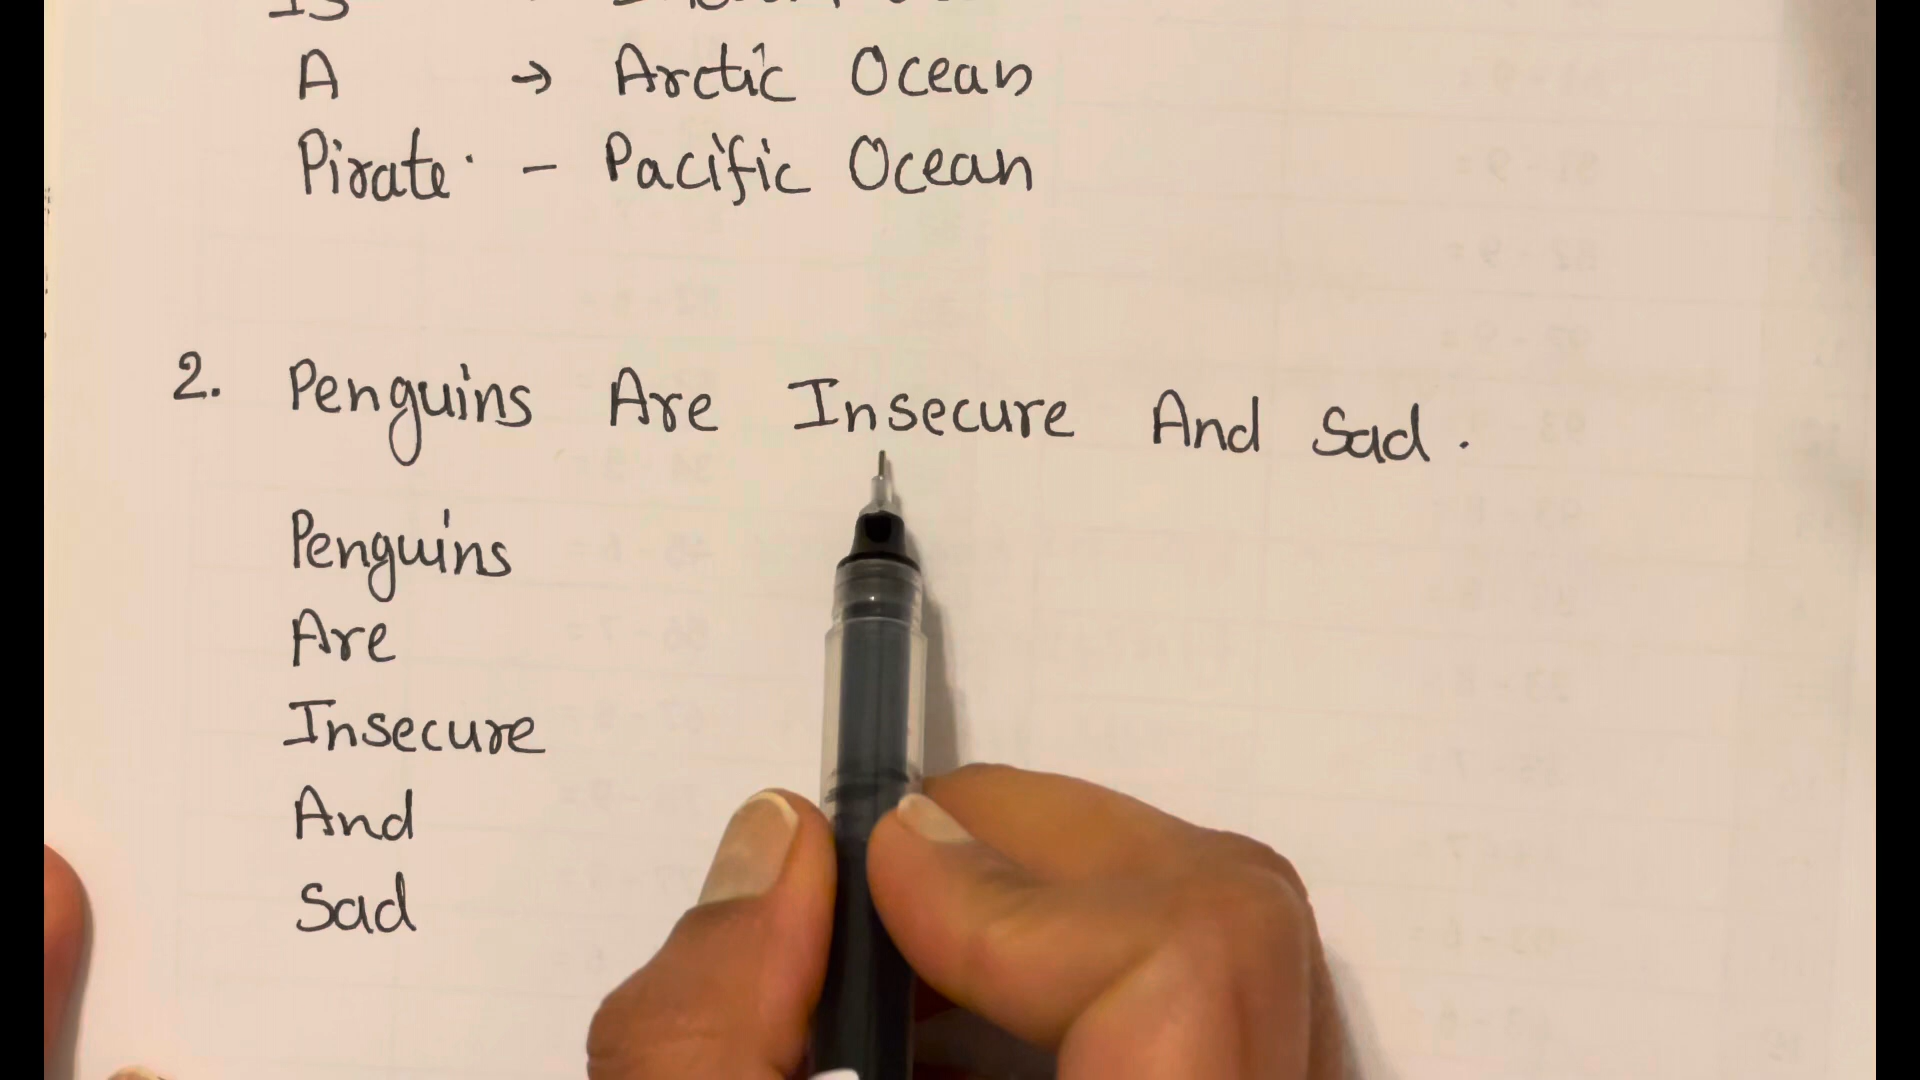 A → Arctic Ocean
Pirate - Pacific Ocean
2. Penguins Are Insecure And Sad.
Penguins
Are
Insecure
And
Sad